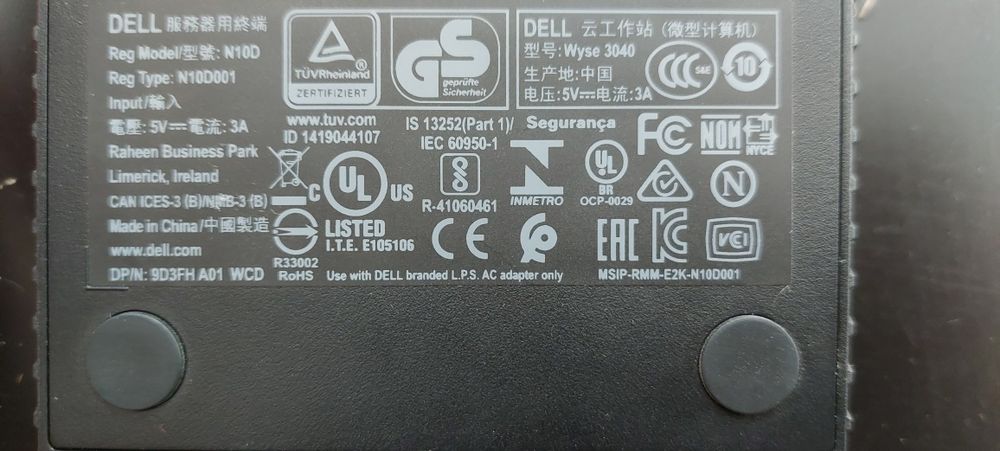 DELL 服務器用終端
Reg Model/型號: N10D
Reg Type: N10D001
Input/輸入
電壓: 5V⎓電流: 3A
Raheen Business Park
Limerick, Ireland
CAN ICES-3 (B)/NMB-3 (B)
Made in China/中國製造
www.dell.com
DP/N: 9D3FH A01 WCD
TÜVRheinland
ZERTIFIZIERT
GS
geprüfte
Sicherheit
www.tuv.com
ID 1419044107
DELL 云工作站 (微型计算机)
型号: Wyse 3040
生产地: 中国
电压: 5V⎓电流: 3A
CCC
S&E
10
IS 13252(Part 1)/
IEC 60950-1
R-41060461
Segurança
INMETRO
UL
BR
OCP-0029
FC
NOM
NYCE
N
C UL US
LISTED
I.T.E. E105106
R33002
RoHS
CE
EAC
KC
VCI
Use with DELL branded L.P.S. AC adapter only
MSIP-RMM-E2K-N10D001